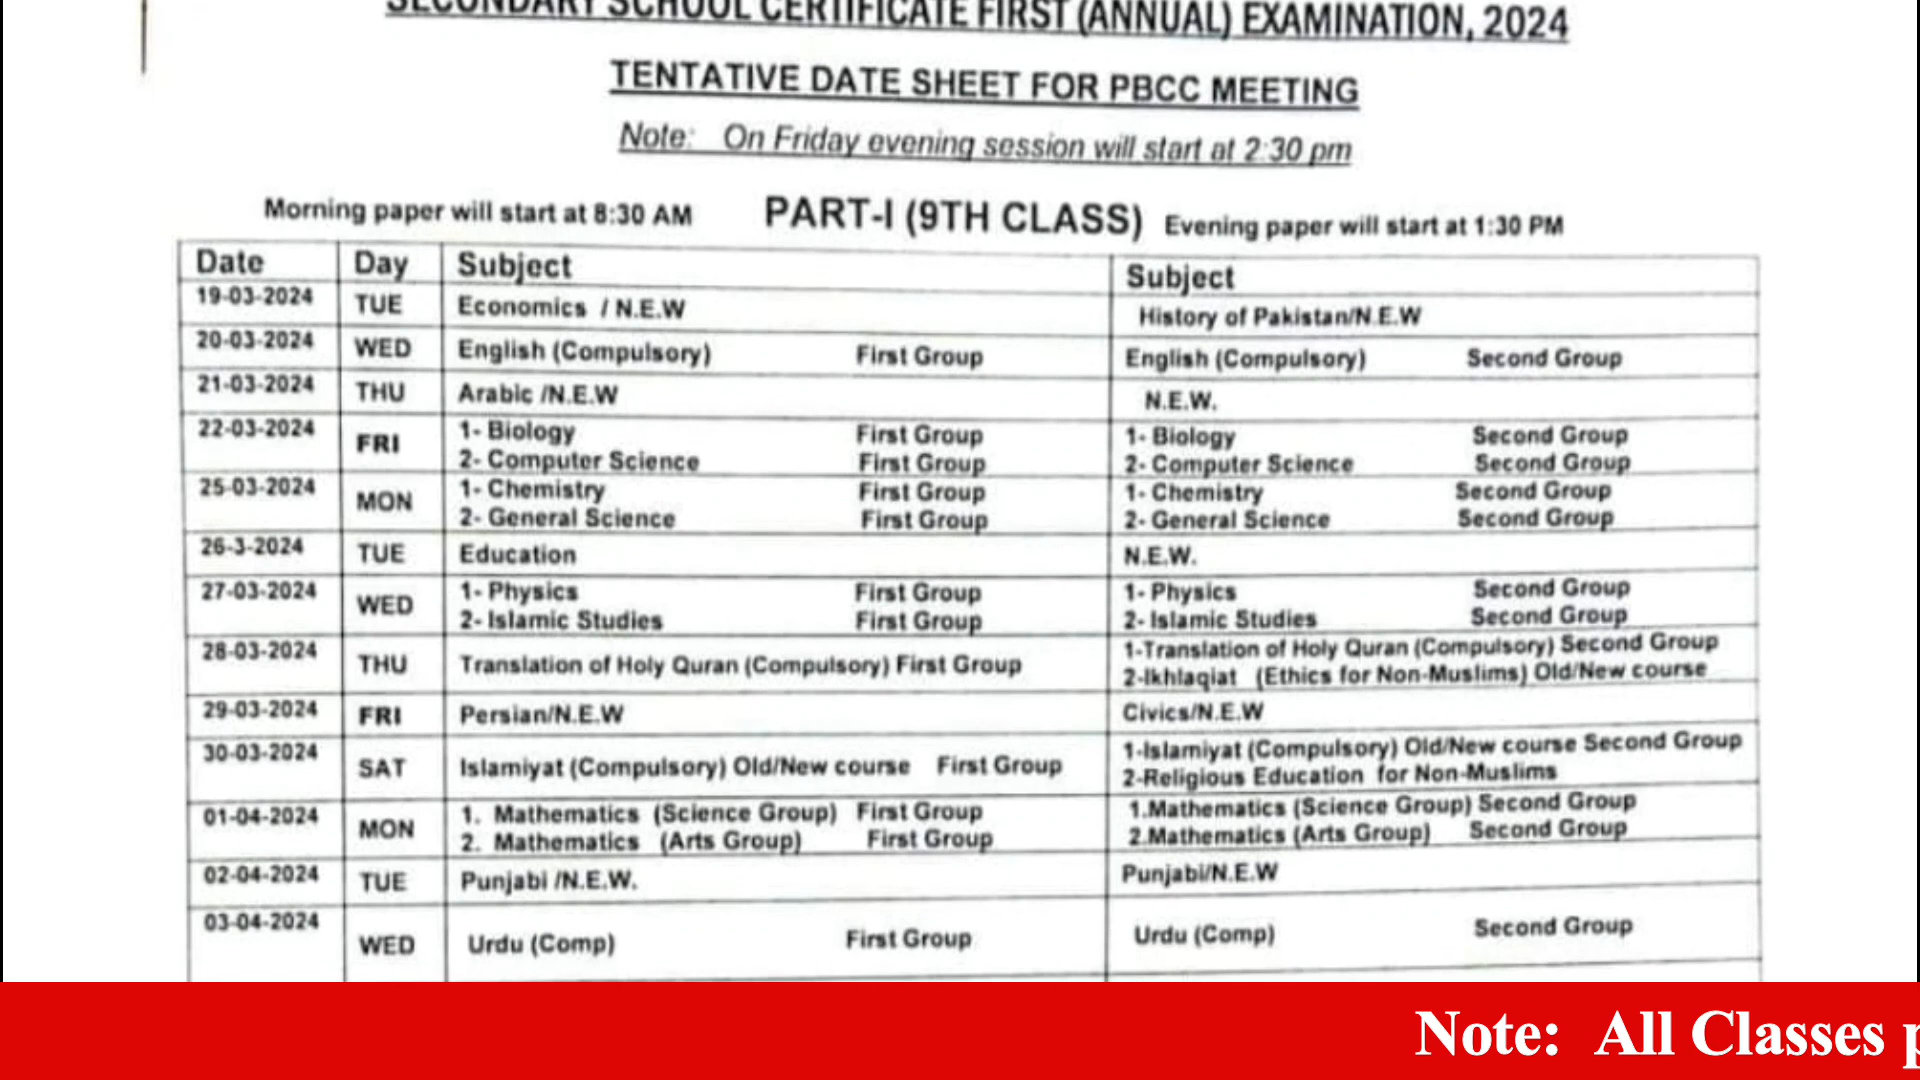 SECONDARY SCHOOL CERTIFICATE FIRST (ANNUAL) EXAMINATION, 2024
TENTATIVE DATE SHEET FOR PBCC MEETING
Note: On Friday evening session will start at 2:30 pm
Morning paper will start at 8:30 AM PART-I (9TH CLASS) Evening paper will start at 1:30 PM
Date Day Subject Subject
19-03-2024 TUE Economics / N.E.W History of Pakistan/N.E.W
20-03-2024 WED English (Compulsory) First Group English (Compulsory) Second Group
21-03-2024 THU Arabic /N.E.W N.E.W.
22-03-2024 FRI 1- Biology First Group 1- Biology Second Group
2- Computer Science First Group 2- Computer Science Second Group
25-03-2024 MON 1- Chemistry First Group 1- Chemistry Second Group
2- General Science First Group 2- General Science Second Group
26-3-2024 TUE Education N.E.W.
27-03-2024 WED 1- Physics First Group 1- Physics Second Group
2- Islamic Studies First Group 2- Islamic Studies Second Group
28-03-2024 THU Translation of Holy Quran (Compulsory) First Group 1-Translation of Holy Quran (Compulsory) Second Group
2-Ikhlaqiat (Ethics for Non-Muslims) Old/New course
29-03-2024 FRI Persian/N.E.W Civics/N.E.W
30-03-2024 SAT Islamiyat (Compulsory) Old/New course First Group 1-Islamiyat (Compulsory) Old/New course Second Group
2-Religious Education for Non-Muslims
01-04-2024 MON 1. Mathematics (Science Group) First Group 1.Mathematics (Science Group) Second Group
2. Mathematics (Arts Group) First Group 2.Mathematics (Arts Group) Second Group
02-04-2024 TUE Punjabi /N.E.W. Punjabi/N.E.W
03-04-2024 WED Urdu (Comp) First Group Urdu (Comp) Second Group
Note: All Classes